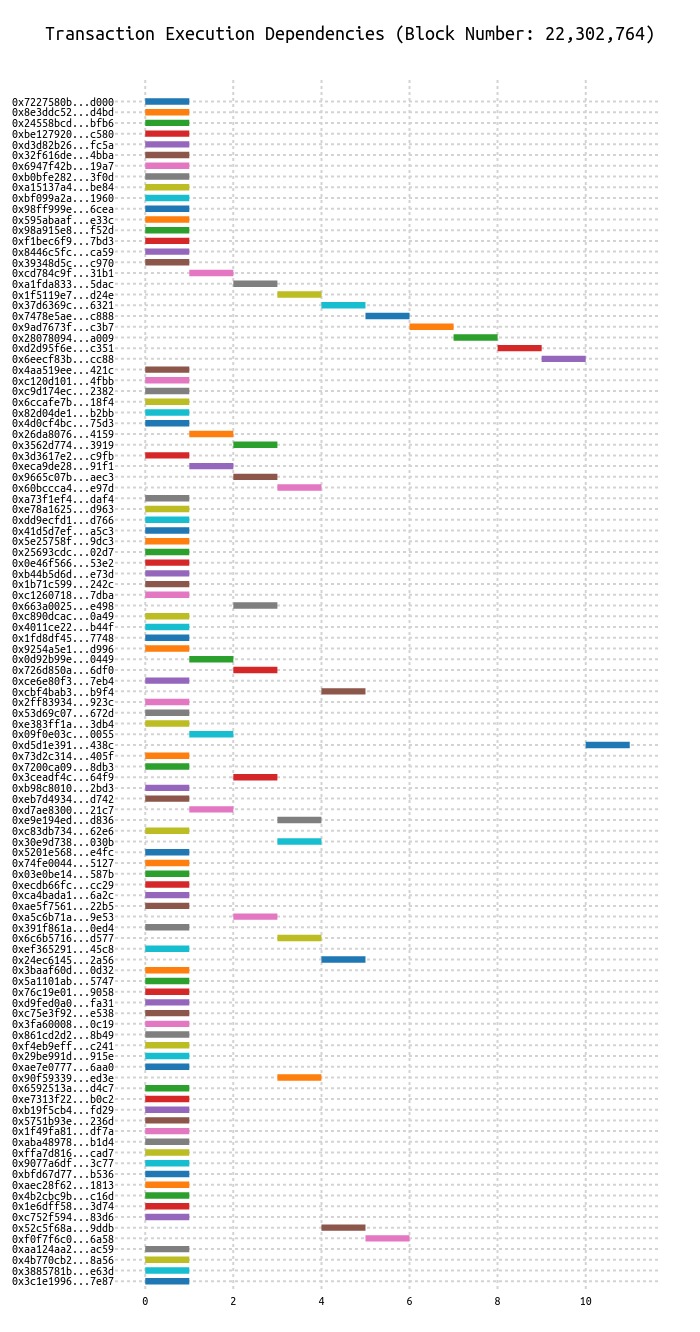 Transaction Execution Dependencies (Block Number: 22,302,764)
0x7227580b...d000
0x8e3ddc52...d4bd
0x24558bcd...bfb6
0xbe127920...c580
0xd3d82b26...fc5a
0x32f616de...4bba
0x6947f42b...19a7
0xb0bfe282...3f0d
0xa15137a4...be84
0xbf099a2a...1960
0x98ff999e...6cea
0x595abaaf...e33c
0x98a915e8...f52d
0xf1bec6f9...7bd3
0x8446c5fc...ca59
0x39348d5c...c970
0xcd784c9f...31b1
0xa1fda833...5dac
0x1f5119e7...d24e
0x37d6369c...6321
0x7478e5ae...c888
0x9ad7673f...c3b7
0x28078094...a009
0xd2d95f6e...c351
0x6eecf83b...cc88
0x4aa519ee...421c
0xc120d101...4fbb
0xc9d174ec...2382
0x6ccafe7b...18f4
0x82d04de1...b2bb
0x4d0cf4bc...75d3
0x26da8076...4159
0x3562d774...3919
0x3d3617e2...c9fb
0xeca9de28...91f1
0x9665c07b...aec3
0x60bccca4...e97d
0xa73f1ef4...daf4
0xe78a1625...d963
0xdd9ecfd1...d766
0x41d5d7ef...a5c3
0x5e25758f...9dc3
0x25693cdc...02d7
0x0e46f566...53e2
0xb44b5d6d...e73d
0x1b71c599...242c
0xc1260718...7dba
0x663a0025...e498
0xc890dcac...0a49
0x4011ce22...b44f
0x1fd8df45...7748
0x9254a5e1...d996
0x0d92b99e...0449
0x726d850a...6df0
0xce6e80f3...7eb4
0xcbf4bab3...b9f4
0x2ff83934...923c
0x53d69c07...672d
0xe383ff1a...3db4
0x09f0e03c...0055
0xd5d1e391...438c
0x73d2c314...405f
0x7200ca09...8db3
0x3ceadf4c...64f9
0xb98c8010...2bd3
0xeb7d4934...d742
0xd7ae8300...21c7
0xe9e194ed...d836
0xc83db734...62e6
0x30e9d738...030b
0x5201e568...e4fc
0x74fe0044...5127
0x03e0be14...587b
0xecdb66fc...cc29
0xca4bada1...6a2c
0xae5f7561...22b5
0xa5c6b71a...9e53
0x391f861a...0ed4
0x6c6b5716...d577
0xef365291...45c8
0x24ec6145...2a56
0x3baaf60d...0d32
0x5a1101ab...5747
0x76c19e01...9058
0xd9fed0a0...fa31
0xc75e3f92...e538
0x3fa60008...0c19
0x861cd2d2...8b49
0xf4eb9eff...c241
0x29be991d...915e
0xae7e0777...6aa0
0x90f59339...ed3e
0x6592513a...d4c7
0xe7313f22...b0c2
0xb19f5cb4...fd29
0x5751b93e...236d
0x1f49fa81...df7a
0xaba48978...b1d4
0xffa7d816...cad7
0x9077a6df...3c77
0xbfd67d77...b536
0xaec28f62...1813
0x4b2cbc9b...c16d
0x1e6dff58...3d74
0xc752f594...83d6
0x52c5f68a...9ddb
0xf0f7f6c0...6a58
0xaa124aa2...ac59
0x4b770cb2...8a56
0x3885781b...e63d
0x3c1e1996...7e87
0 2 4 6 8 10